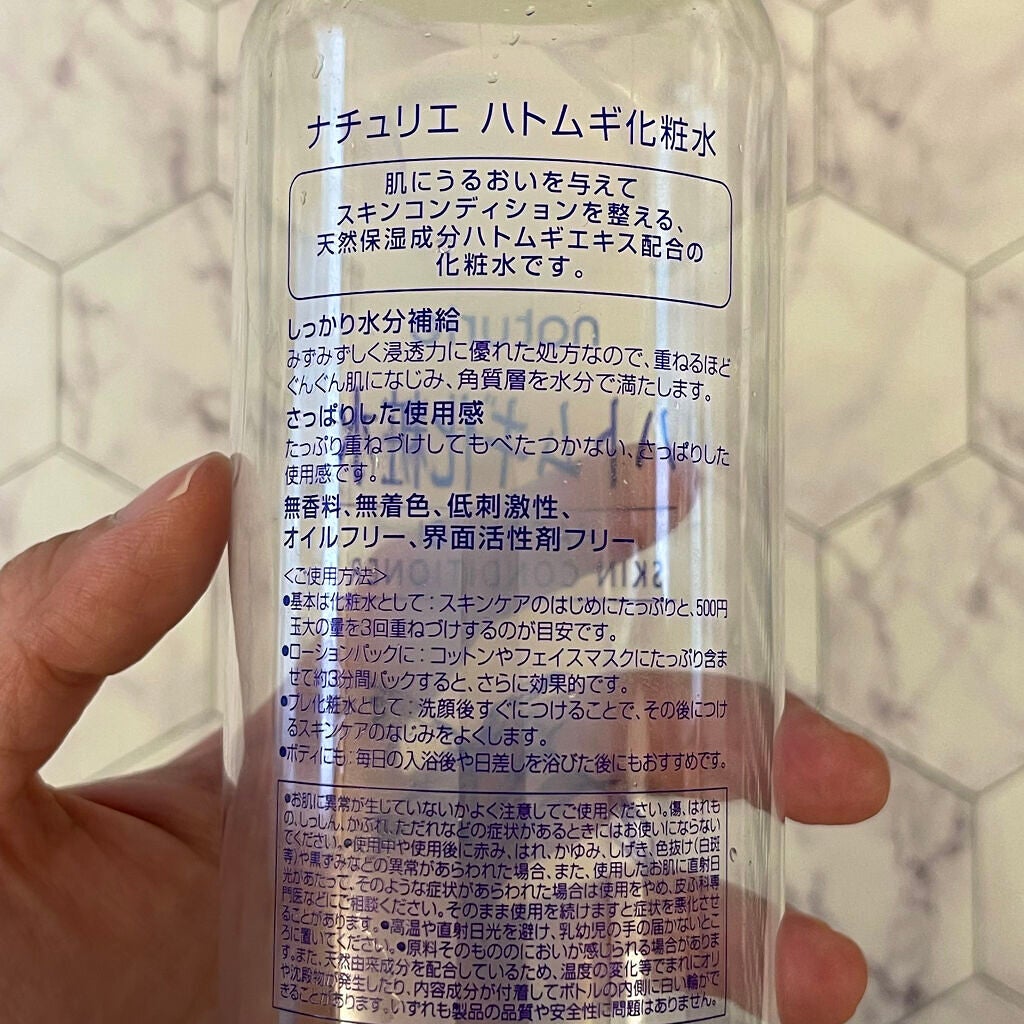 ナチュリエ ハトムギ化粧水
肌にうるおいを与えて
スキンコンディションを整える、
天然保湿成分ハトムギエキス配合の
化粧水です。
しっかり水分補給
みずみずしく浸透力に優れた処方なので、重ねるほど
ぐんぐん肌になじみ、角質層を水分で満たします。
さっぱりした使用感
たっぷり重ねづけしてもべたつかない、さっぱりした
使用感です。
無香料、無着色、低刺激性、
オイルフリー、界面活性剤フリー
<ご使用方法>
●基本は化粧水として:スキンケアのはじめにたっぷりと、500円
玉大の量を3回重ねづけするのが目安です。
●ローションパックに:コットンやフェイスマスクにたっぷり含ま
せて約3分間パックすると、さらに効果的です。
●プレ化粧水として:洗顔後すぐにつけることで、その後につけ
るスキンケアのなじみをよくします。
●ボディにも:毎日の入浴後や日差しを浴びた後にもおすすめです。
●お肌に異常が生じていないかよく注意してご使用ください。傷、はれも
の、しっしん、かぶれ、ただれなどの症状があるときにはお使いにならない
でください。●使用中や使用後に赤み、はれ、かゆみ、しげき、色抜け(白斑
等)や黒ずみなどの異常があらわれた場合、また、使用したお肌に直射日
光があたって、そのような症状があらわれた場合は使用をやめ、皮ふ科専
門医などにご相談ください。そのまま使用を続けますと症状を悪化させ
ることがあります。●高温や直射日光を避け、乳幼児の手の届かないとこ
ろに置いてください。●原料そのもののにおいが感じられる場合がありま
す。また、天然由来成分を配合しているため、温度の変化等でまれにオリ
や沈殿物が発生したり、内容成分が付着してボトルの内側に白い輪がで
きることがあります。いずれも製品の品質や安全性に問題はありません。
naturie
ハトムギ化粧水
SKIN CONDITIONER